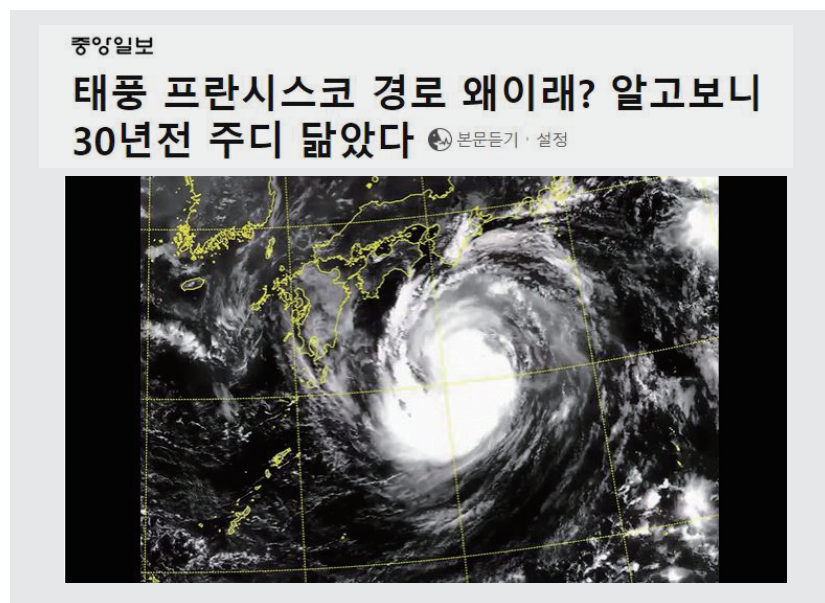 중앙일보
태풍 프란시스코 경로 왜이래? 알고보니
30년전 주디 닮았다 본문듣기 · 설정